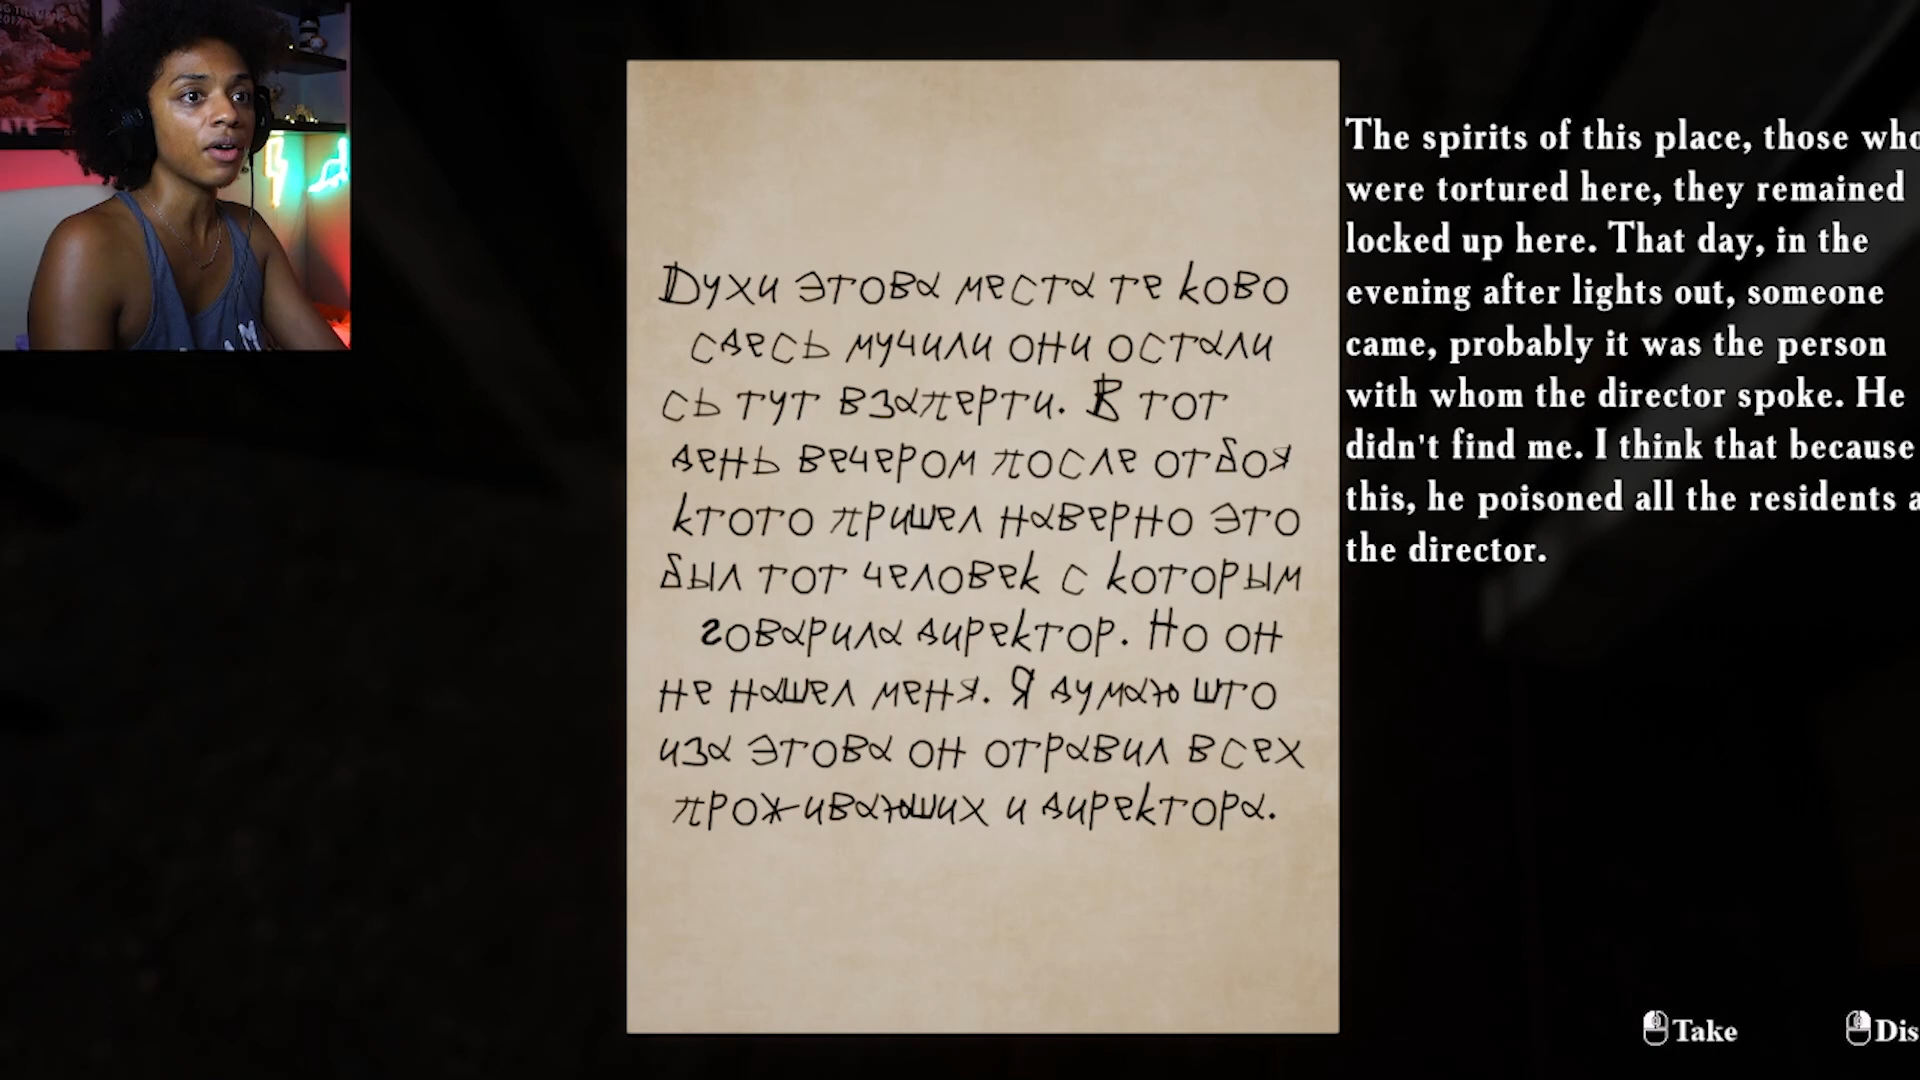 Духи этова места те ково
сдесь мучили они остали
сь тут взаперти. В тот
день вечером после отбоя
ктото пришел наверно это
был тот человек с которым
говарила директор. Но он
не нашел меня. Я думаю што
иза этова он отравил всех
проживаюших и директора.
The spirits of this place, those who
were tortured here, they remained
locked up here. That day, in the
evening after lights out, someone
came, probably it was the person
with whom the director spoke. He
didn't find me. I think that because
this, he poisoned all the residents a
the director.
Take
Dis
2017